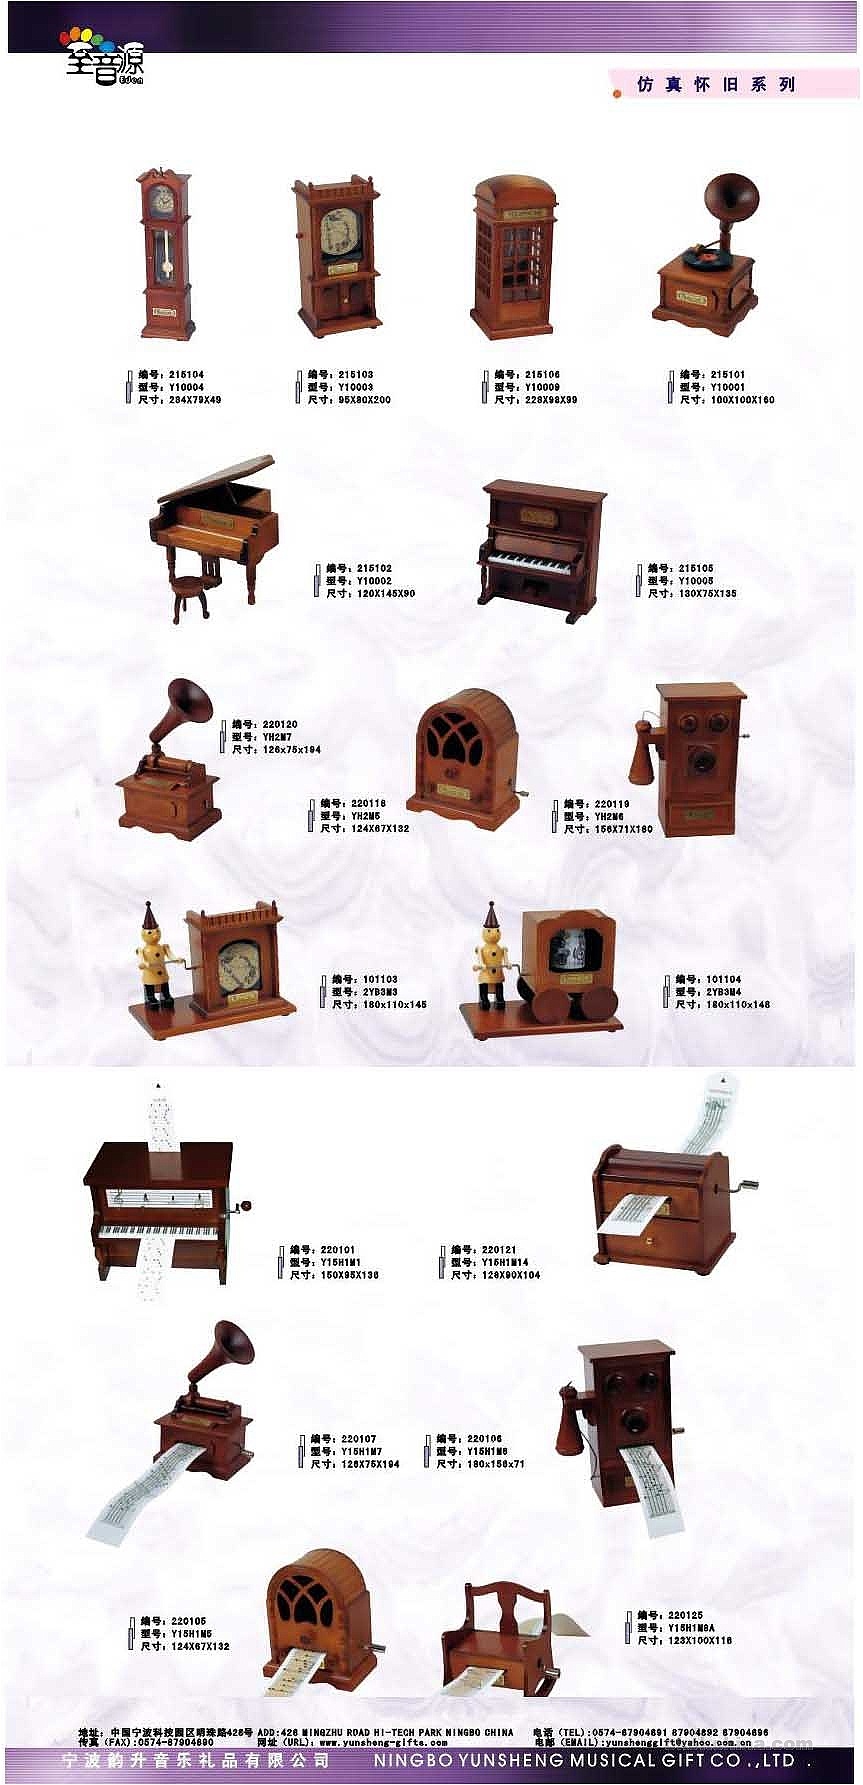 至音源
Eden
仿真怀旧系列
编号：215104
型号：Y10004
尺寸：284X79X49
编号：215103
型号：Y10003
尺寸：95X80X200
编号：215106
型号：Y10009
尺寸：228X98X99
编号：215101
型号：Y10001
尺寸：100X100X160
编号：215102
型号：Y10002
尺寸：120X145X90
编号：215105
型号：Y10005
尺寸：130X75X135
编号：220120
型号：YH2M7
尺寸：126x75x194
编号：220118
型号：YH2M5
尺寸：124X67X132
编号：220119
型号：YH2M6
尺寸：156X71X180
编号：101103
型号：2YB3M3
尺寸：180x110x145
编号：101104
型号：2YB3M4
尺寸：180x110x148
编号：220101
型号：Y15H1M1
尺寸：150X95X136
编号：220121
型号：Y15H1M14
尺寸：128X90X104
编号：220107
型号：Y15H1M7
尺寸：126X75X194
编号：220106
型号：Y15H1M6
尺寸：180x156x71
编号：220105
型号：Y15H1M5
尺寸：124X67X132
编号：220125
型号：Y15H1M8A
尺寸：123X100X116
地址：中国宁波科技园区明珠路428号 ADD:428 MINGZHU ROAD HI-TECH PARK NINGBO CHINA 电话(TEL):0574-87904691 87904692 87904696
传真(FAX):0574-87904690 网址(URL)：www.yunsheng-gifts.com 电邮(EMAIL):yunshenggift@yahoo.com.cn
宁波韵升音乐礼品有限公司 NINGBO YUNSHENG MUSICAL GIFT CO.,LTD.